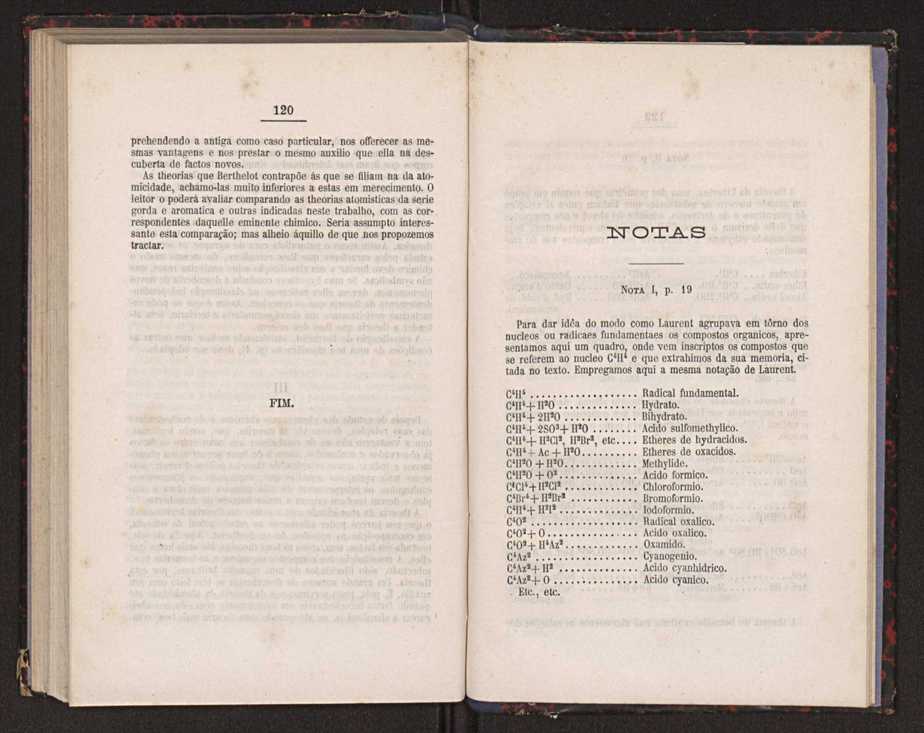 120
prehendendo a antiga como caso particular, nos offerecer as me-
smas vantagens e nos prestar o mesmo auxilio que ella na des-
cuberta de factos novos.
As theorias que Berthelot contrapõe ás que se filiam na da ato-
micidade, achâmo-las muito inferiores a estas em merecimento. O
leitor o poderá avaliar comparando as theorias atomisticas da serie
gorda e aromatica e outras indicadas neste trabalho, com as cor-
respondentes daquelle eminente chimico. Seria assumpto interes-
sante esta comparação; mas alheio áquillo de que nos propozemos
tractar.
FIM.
NOTAS
NOTA I, p. 19
Para dar idêa do modo como Laurent agrupava em tôrno dos
nucleos ou radicaes fundamentaes os compostos organicos, apre-
sentamos aqui um quadro, onde vem inscriptos os compostos que
se referem ao nucleo C⁴H⁴ e que extrahimos da sua memoria, ci-
tada no texto. Empregamos aqui a mesma notação de Laurent.
C⁴H⁴ .................. Radical fundamental.
C⁴H⁴+H²O ............. Hydrato.
C⁴H⁴+2H²O ............ Bihydrato.
C⁴H⁴+2SO³+H²O ....... Acido sulfomethylico.
C⁴H⁴+H²Cl², H²Br², etc.... Etheres de hydracidos.
C⁴H⁴+Ac+H²O......... Etheres de oxacidos.
C⁴H²O+H²O............ Methylide.
C⁴H²O+O²............. Acido formico.
C⁴Cl⁴+H²Cl² ........... Chloroformio.
C⁴Br⁴+H²Br² ........... Bromoformio.
C⁴I⁴+H²I² .............. Iodoformio.
C⁴O² .................. Radical oxalico.
C⁴O²+O............... Acido oxalico.
C⁴O²+H⁴Az²............ Oxamido.
C⁴Az² ................. Cyanogenio.
C⁴Az²+H² ............. Acido cyanhidrico.
C⁴Az²+O .............. Acido cyanico.
Etc., etc.